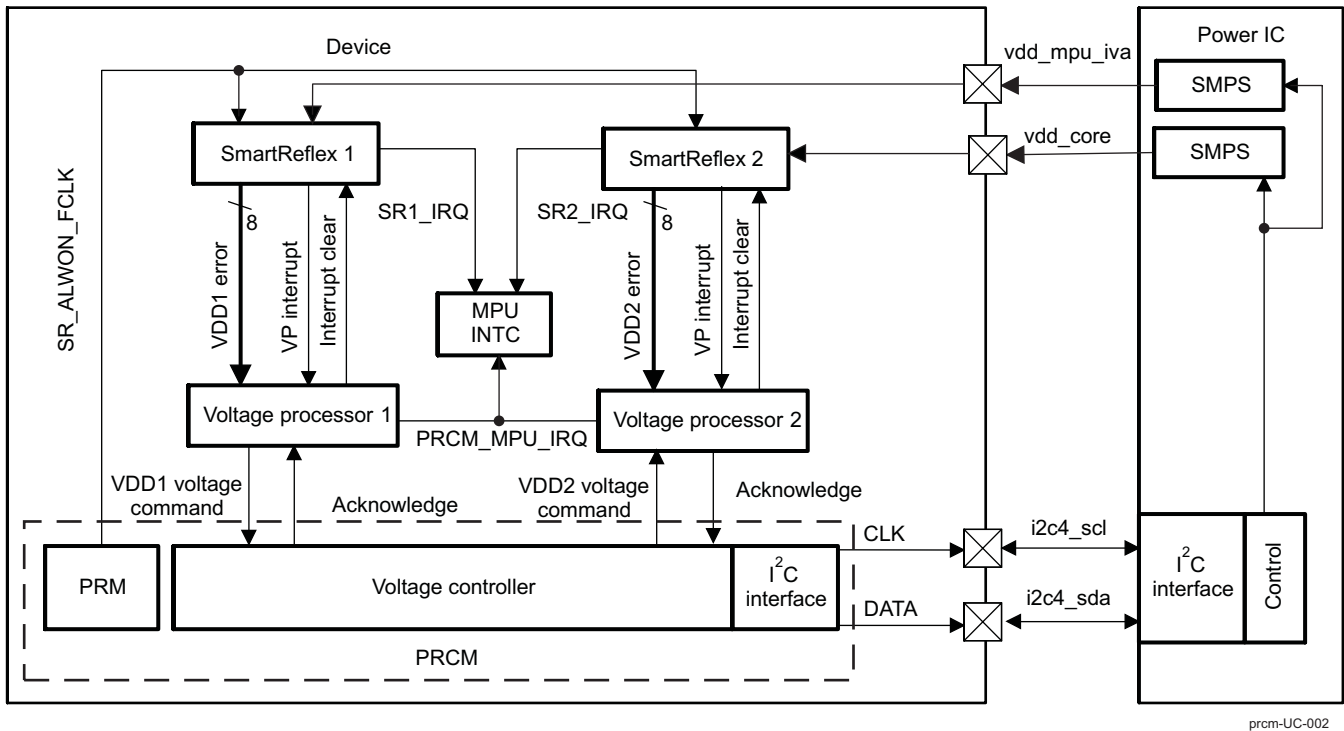 Device
Power IC
vdd_mpu_iva
SMPS
vdd_core
SMPS
SmartReflex 1
SmartReflex 2
SR_ALWON_FCLK
8
VDD1 error
VP interrupt
Interrupt clear
SR1_IRQ
SR2_IRQ
8
VDD2 error
VP interrupt
Interrupt clear
MPU
INTC
Voltage processor 1
PRCM_MPU_IRQ
Voltage processor 2
VDD1 voltage
command
Acknowledge
VDD2 voltage
command
Acknowledge
PRM
Voltage controller
I2C
interface
CLK
DATA
PRCM
i2c4_scl
i2c4_sda
I2C
interface
Control
prcm-UC-002